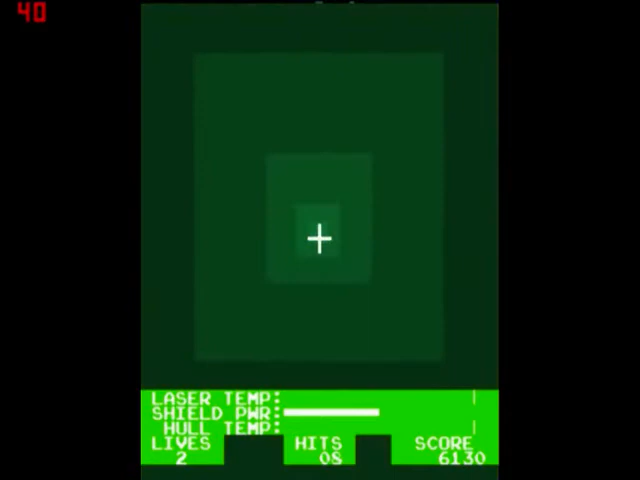 40
LASER TEMP:
SHIELD PWR:
HULL TEMP:
LIVES HITS SCORE
2 08 6130